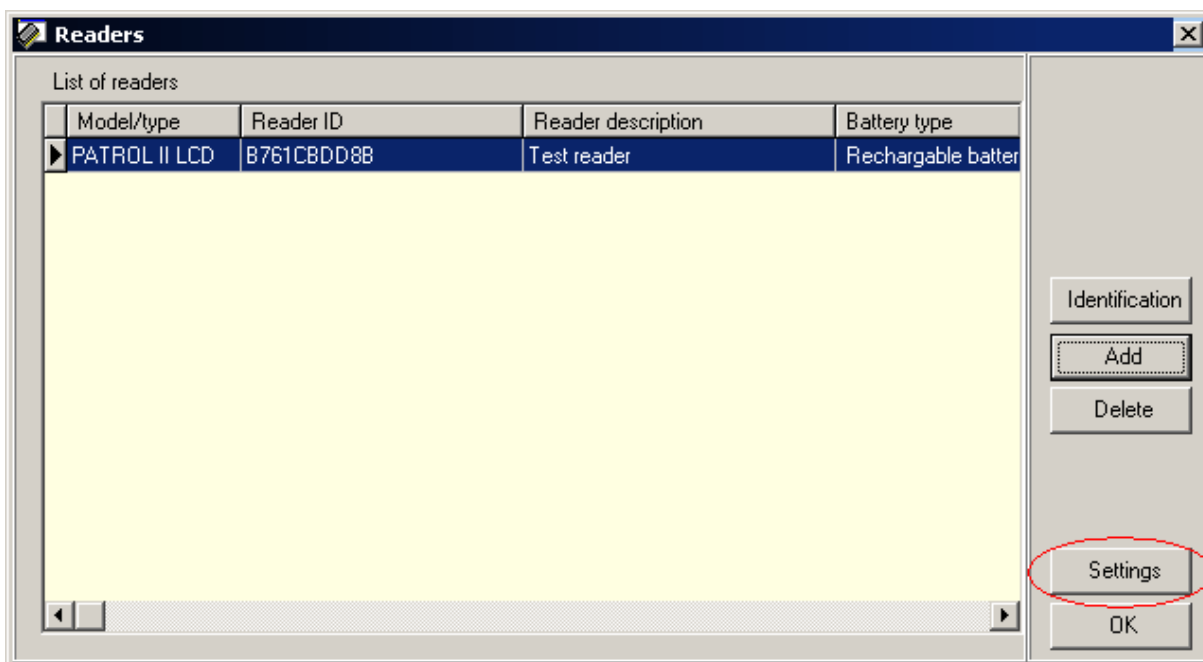 Readers
List of readers
Model/type Reader ID Reader description Battery type
PATROL II LCD B761CBDD8B Test reader Rechargable batter
Identification
Add
Delete
Settings
OK